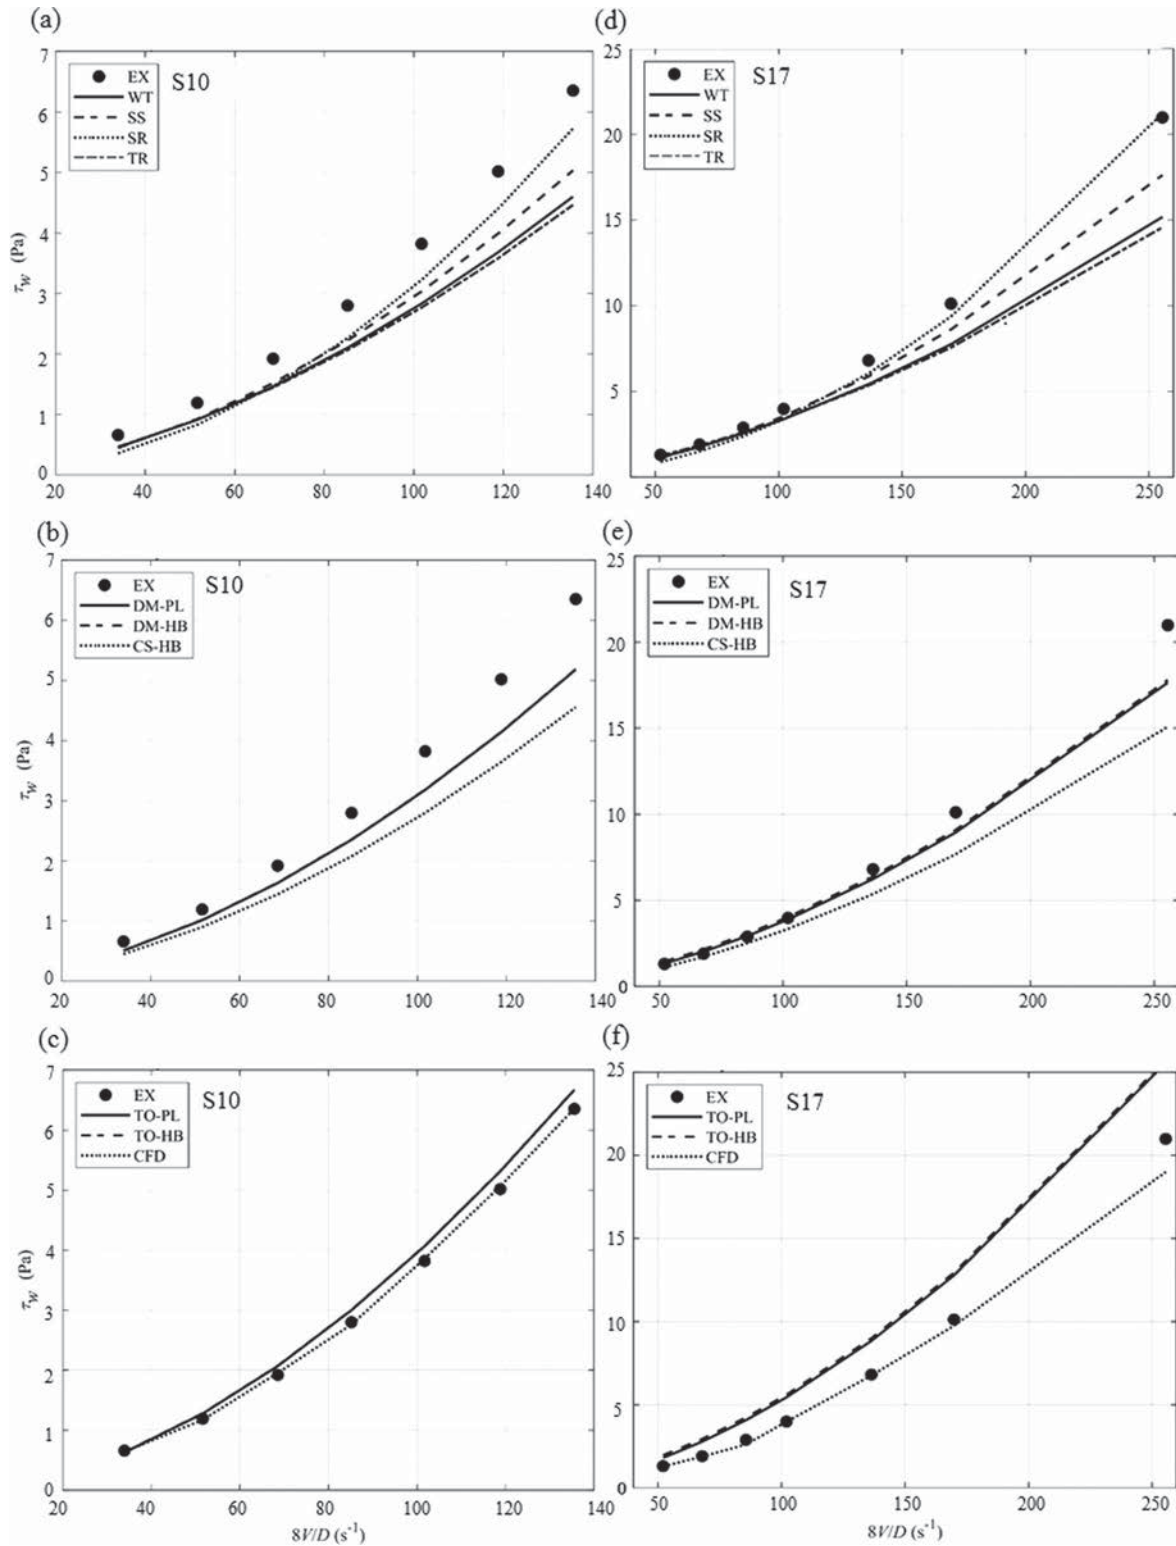 (a)
7
6
5
4
3
2
1
0
τw (Pa)
EX
WT
SS
SR
TR
S10
20 40 60 80 100 120 140
(d)
25
20
15
10
5
EX
WT
SS
SR
TR
S17
50 100 150 200 250
(b)
7
6
5
4
3
2
1
0
τw (Pa)
EX
DM-PL
DM-HB
CS-HB
S10
20 40 60 80 100 120 140
(e)
25
20
15
10
5
0
EX
DM-PL
DM-HB
CS-HB
S17
50 100 150 200 250
(c)
7
6
5
4
3
2
1
0
τw (Pa)
EX
TO-PL
TO-HB
CFD
S10
20 40 60 80 100 120 140
8V/D (s⁻¹)
(f)
25
20
15
10
5
0
EX
TO-PL
TO-HB
CFD
S17
50 100 150 200 250
8V/D (s⁻¹)